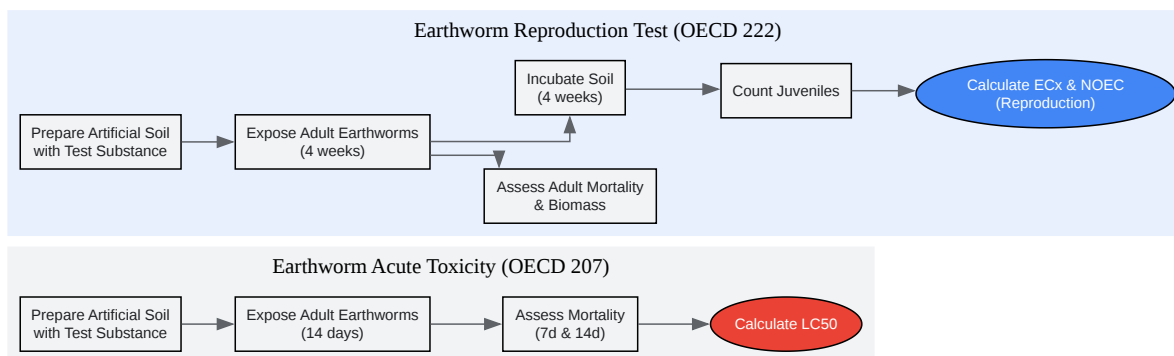 Earthworm Reproduction Test (OECD 222)
Prepare Artificial Soil
with Test Substance
Expose Adult Earthworms
(4 weeks)
Incubate Soil
(4 weeks)
Count Juveniles
Calculate ECx & NOEC
(Reproduction)
Assess Adult Mortality
& Biomass
Earthworm Acute Toxicity (OECD 207)
Prepare Artificial Soil
with Test Substance
Expose Adult Earthworms
(14 days)
Assess Mortality
(7d & 14d)
Calculate LC50